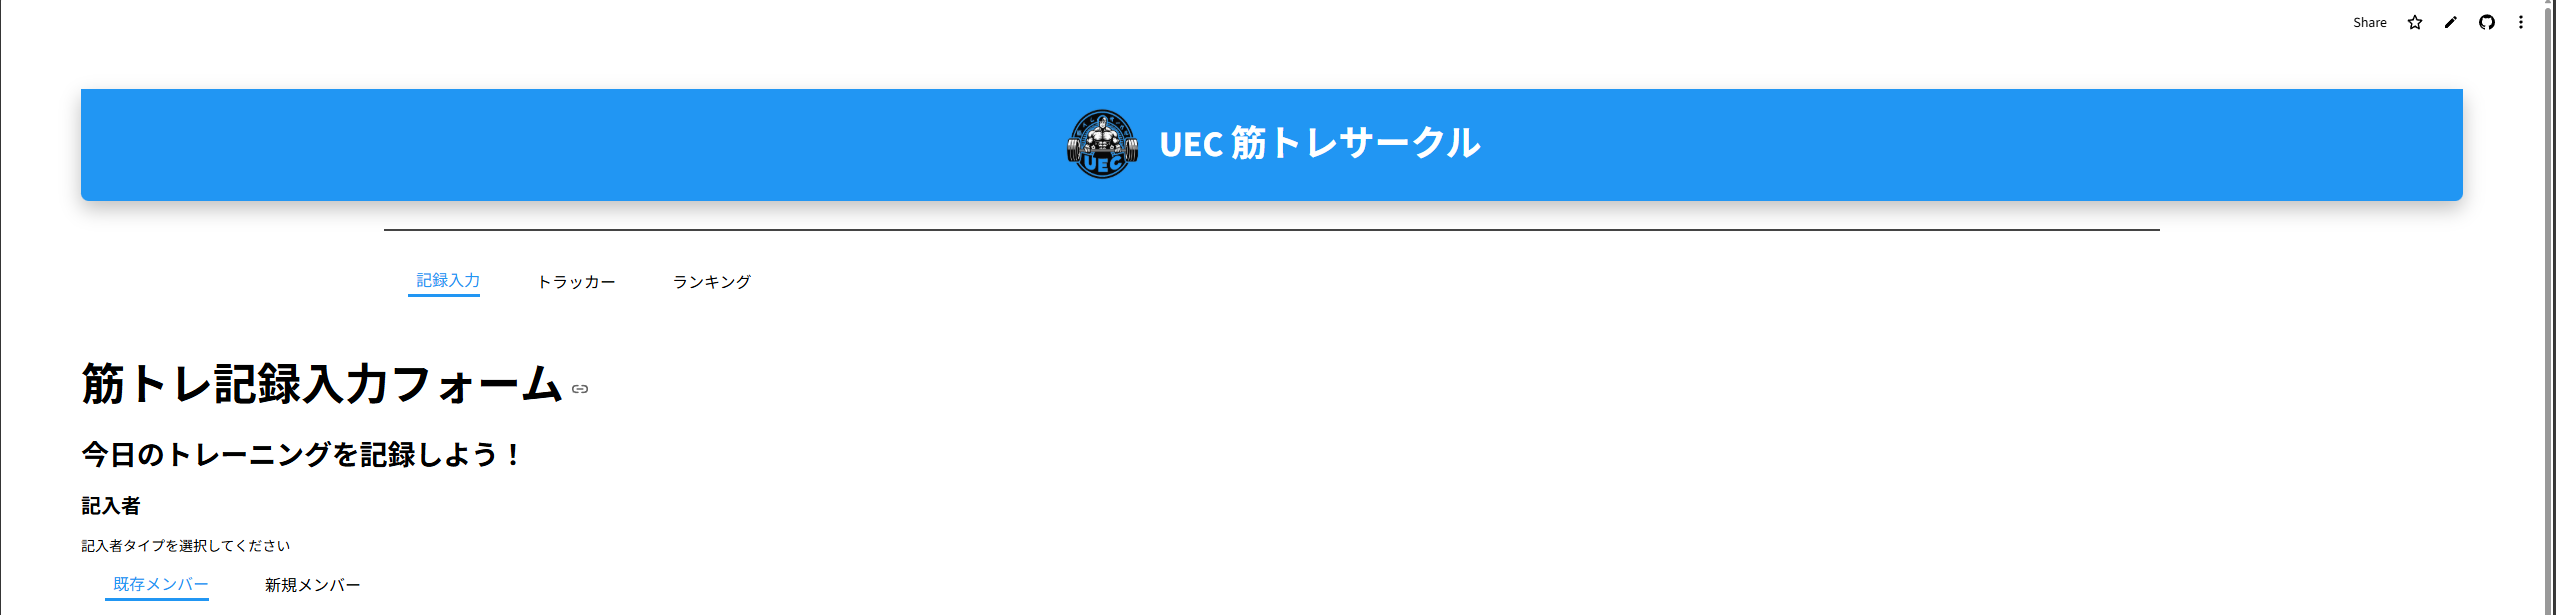 Share
UEC
UEC 筋トレサークル
記録入力 トラッカー ランキング
筋トレ記録入力フォーム
今日のトレーニングを記録しよう！
記入者
記入者タイプを選択してください
既存メンバー 新規メンバー